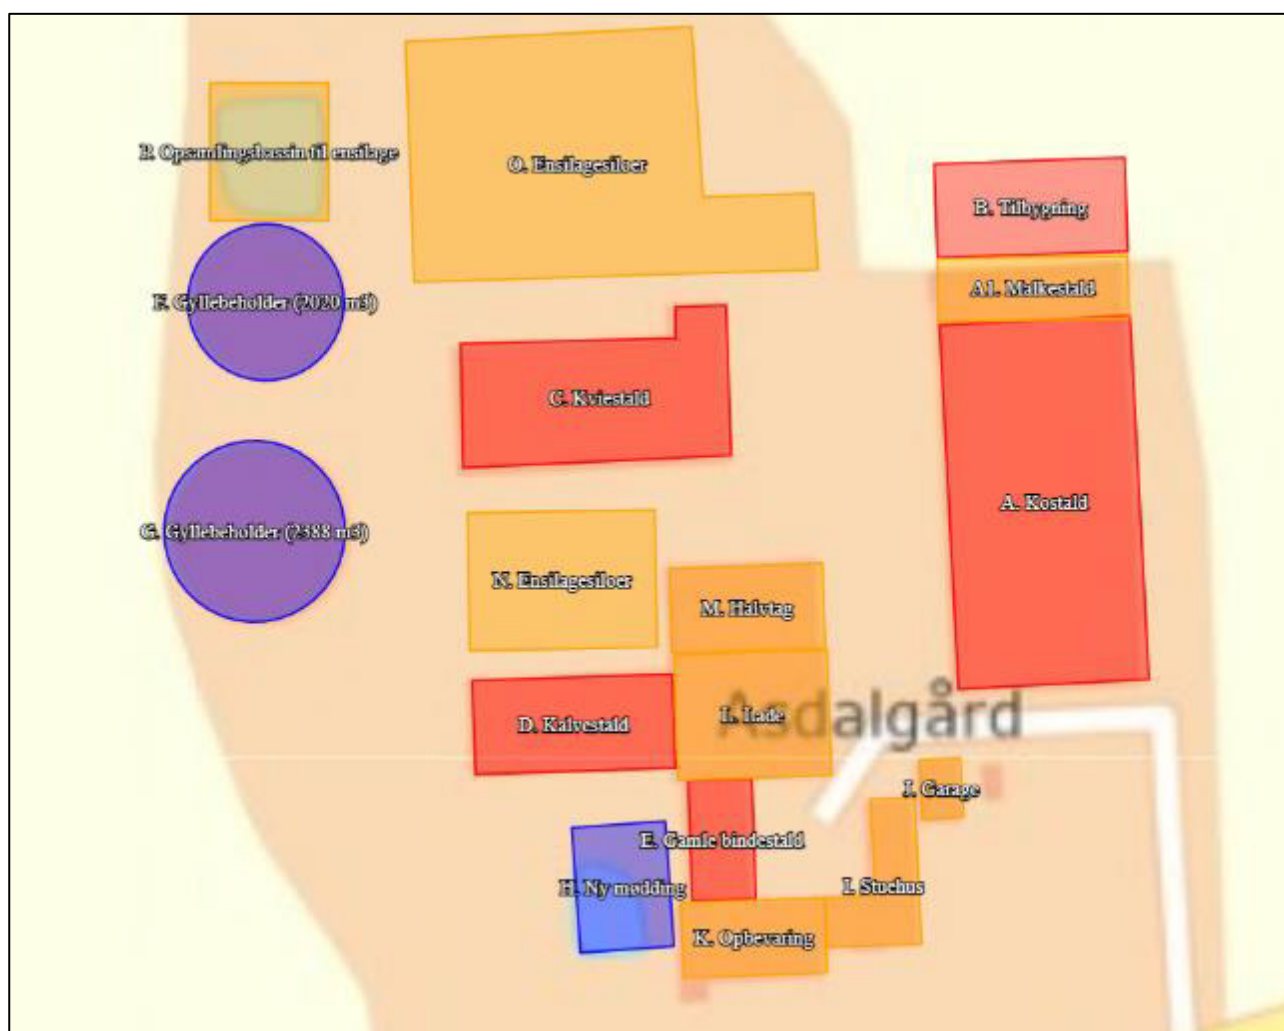 P. Opsamlingsbassin til ensilage
O. Ensilagesiloer
B. Tilbygning
A1. Malkestald
F. Gyllebeholder (2020 m3)
C. Kviestald
A. Kostald
G. Gyllebeholder (2388 m3)
N. Ensilagesiloer
M. Halvtag
Asdalgård
L. Lade
D. Kalvestald
J. Garage
E. Gamle bindestald
H. Ny mødding
I. Stuehus
K. Opbevaring